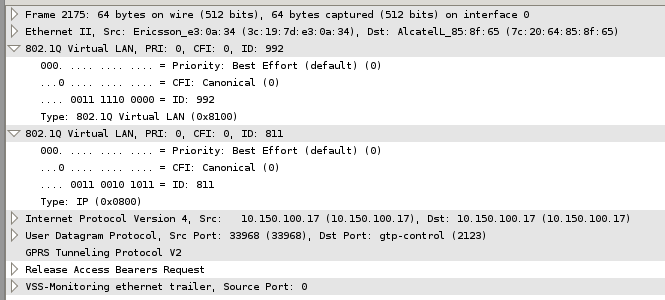 Frame 2175: 64 bytes on wire (512 bits), 64 bytes captured (512 bits) on interface 0
Ethernet II, Src: Ericsson_e3:0a:34 (3c:19:7d:e3:0a:34), Dst: AlcatelL_85:8f:65 (7c:20:64:85:8f:65)
802.1Q Virtual LAN, PRI: 0, CFI: 0, ID: 992
000. .... .... .... = Priority: Best Effort (default) (0)
...0 .... .... .... = CFI: Canonical (0)
.... 0011 1110 0000 = ID: 992
Type: 802.1Q Virtual LAN (0x8100)
802.1Q Virtual LAN, PRI: 0, CFI: 0, ID: 811
000. .... .... .... = Priority: Best Effort (default) (0)
...0 .... .... .... = CFI: Canonical (0)
.... 0011 0010 1011 = ID: 811
Type: IP (0x0800)
Internet Protocol Version 4, Src: 10.150.100.17 (10.150.100.17), Dst: 10.150.100.17 (10.150.100.17)
User Datagram Protocol, Src Port: 33968 (33968), Dst Port: gtp-control (2123)
GPRS Tunneling Protocol V2
Release Access Bearers Request
VSS-Monitoring ethernet trailer, Source Port: 0